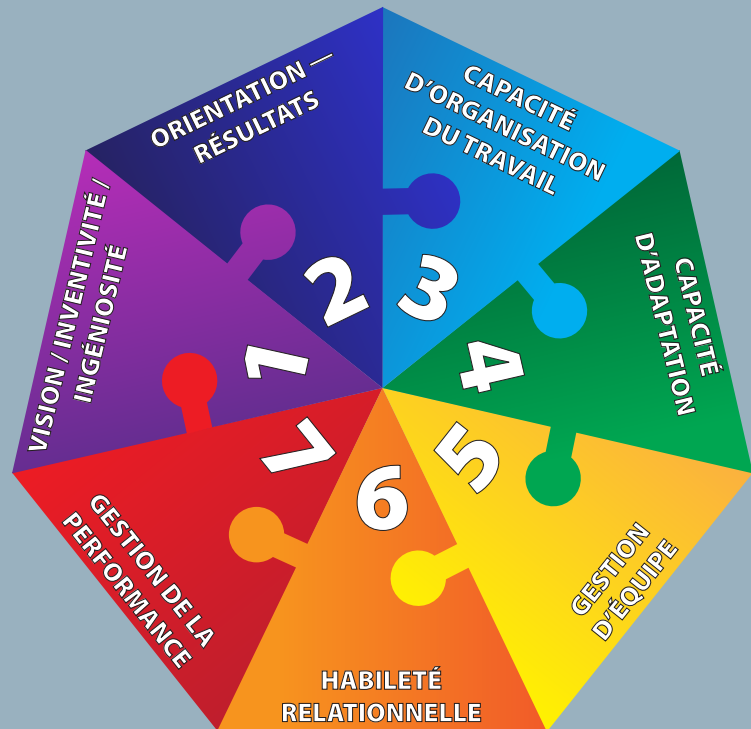 1
VISION / INVENTIVITÉ /
INGÉNIOSITÉ
2
ORIENTATION —
RÉSULTATS
3
CAPACITÉ
D'ORGANISATION
DU TRAVAIL
4
CAPACITÉ
D'ADAPTATION
5
GESTION
D'ÉQUIPE
6
HABILETÉ
RELATIONNELLE
7
GESTION DE LA
PERFORMANCE